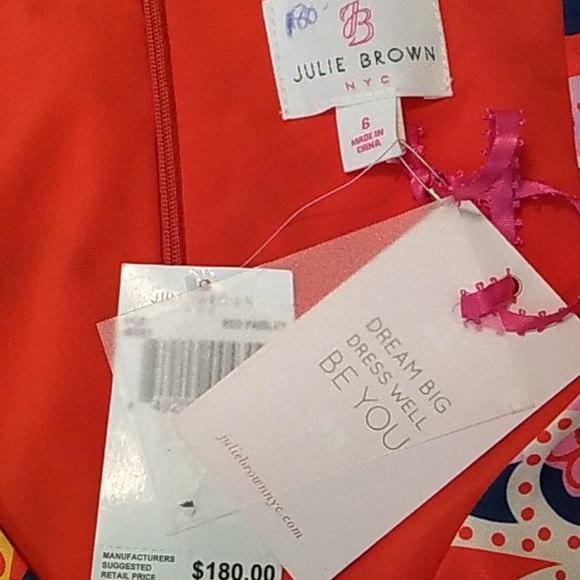 JB
JULIE BROWN
NYC
6
MADE IN
CHINA
DREAM BIG
DRESS WELL
BE YOU
juliebrownnyc.com
RED PAISLEY
MANUFACTURERS
SUGGESTED
RETAIL PRICE
$180.00